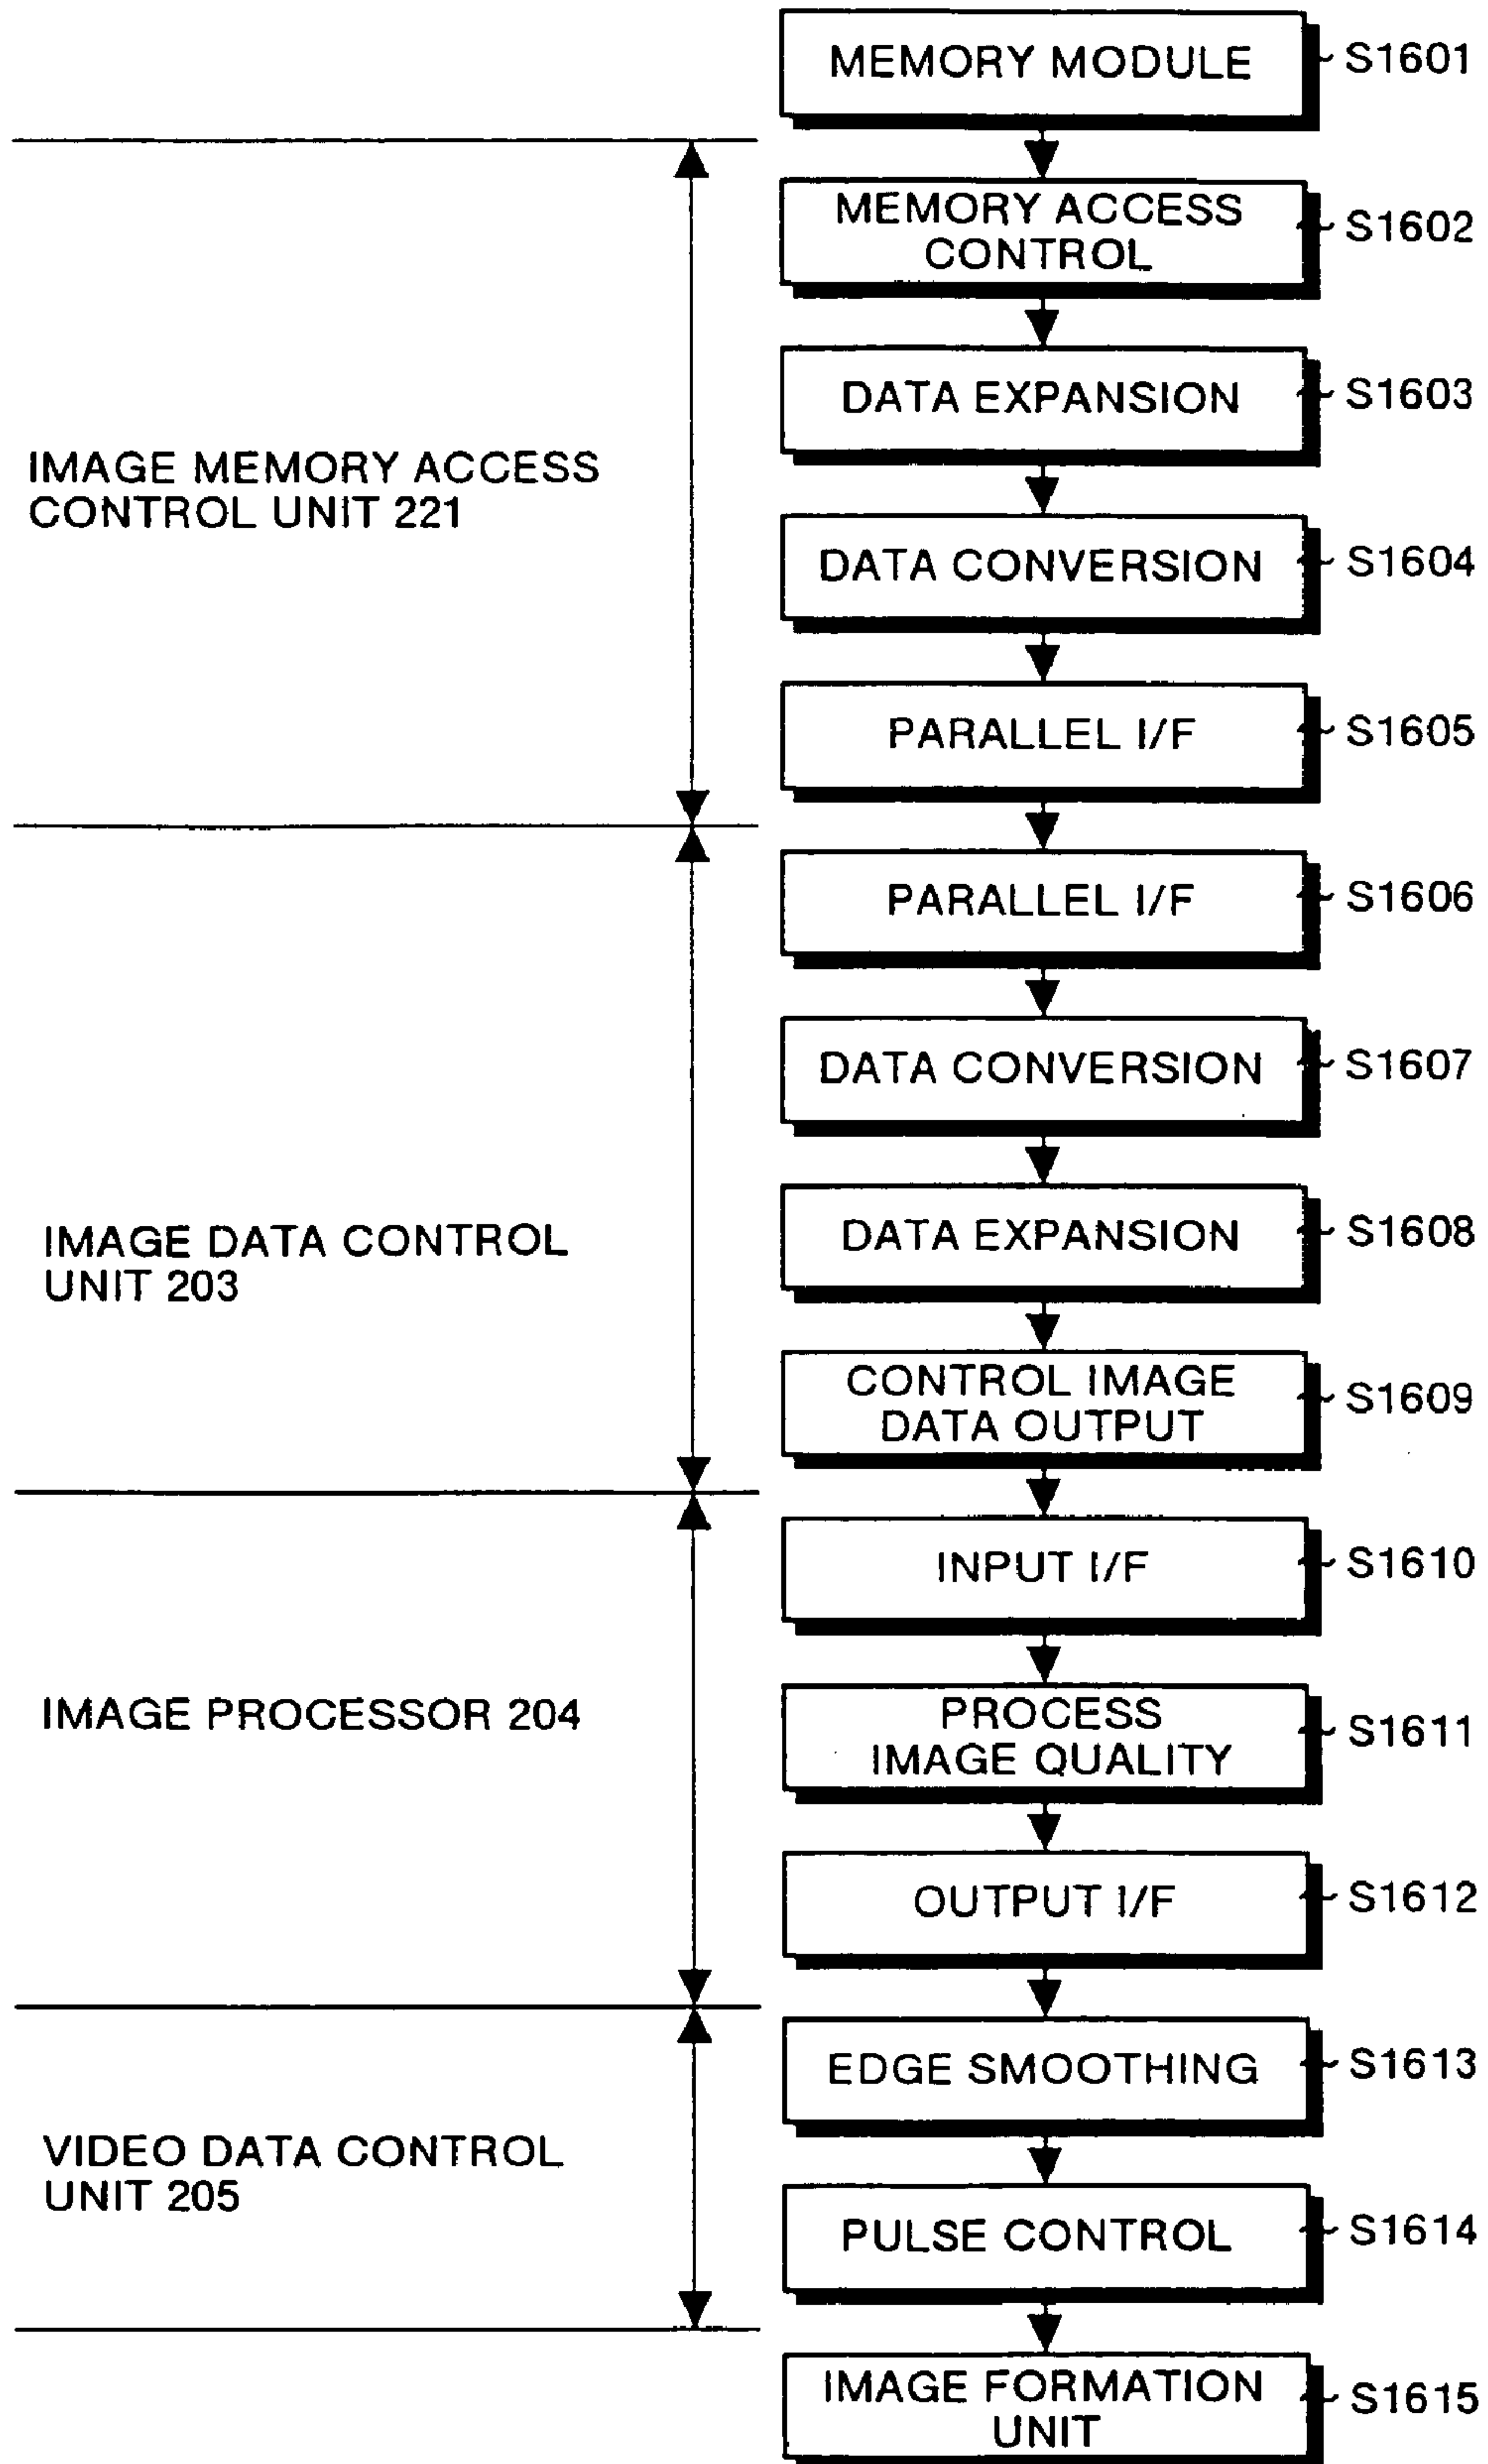 MEMORY MODULE
S1601
MEMORY ACCESS
CONTROL
S1602
DATA EXPANSION
S1603
IMAGE MEMORY ACCESS
CONTROL UNIT 221
DATA CONVERSION
S1604
PARALLEL I/F
S1605
PARALLEL I/F
S1606
DATA CONVERSION
S1607
IMAGE DATA CONTROL
UNIT 203
DATA EXPANSION
S1608
CONTROL IMAGE
DATA OUTPUT
S1609
INPUT I/F
S1610
IMAGE PROCESSOR 204
PROCESS
IMAGE QUALITY
S1611
OUTPUT I/F
S1612
EDGE SMOOTHING
S1613
VIDEO DATA CONTROL
UNIT 205
PULSE CONTROL
S1614
IMAGE FORMATION
UNIT
S1615